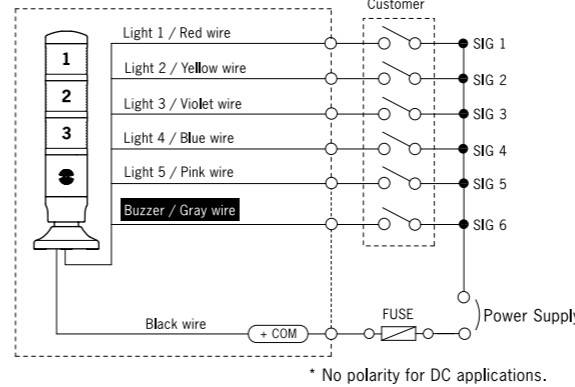 Customer
Light 1 / Red wire
SIG 1
1
Light 2 / Yellow wire
SIG 2
2
Light 3 / Violet wire
SIG 3
3
Light 4 / Blue wire
SIG 4
Light 5 / Pink wire
SIG 5
Buzzer / Gray wire
SIG 6
Black wire
+ COM
FUSE
Power Supply
* No polarity for DC applications.